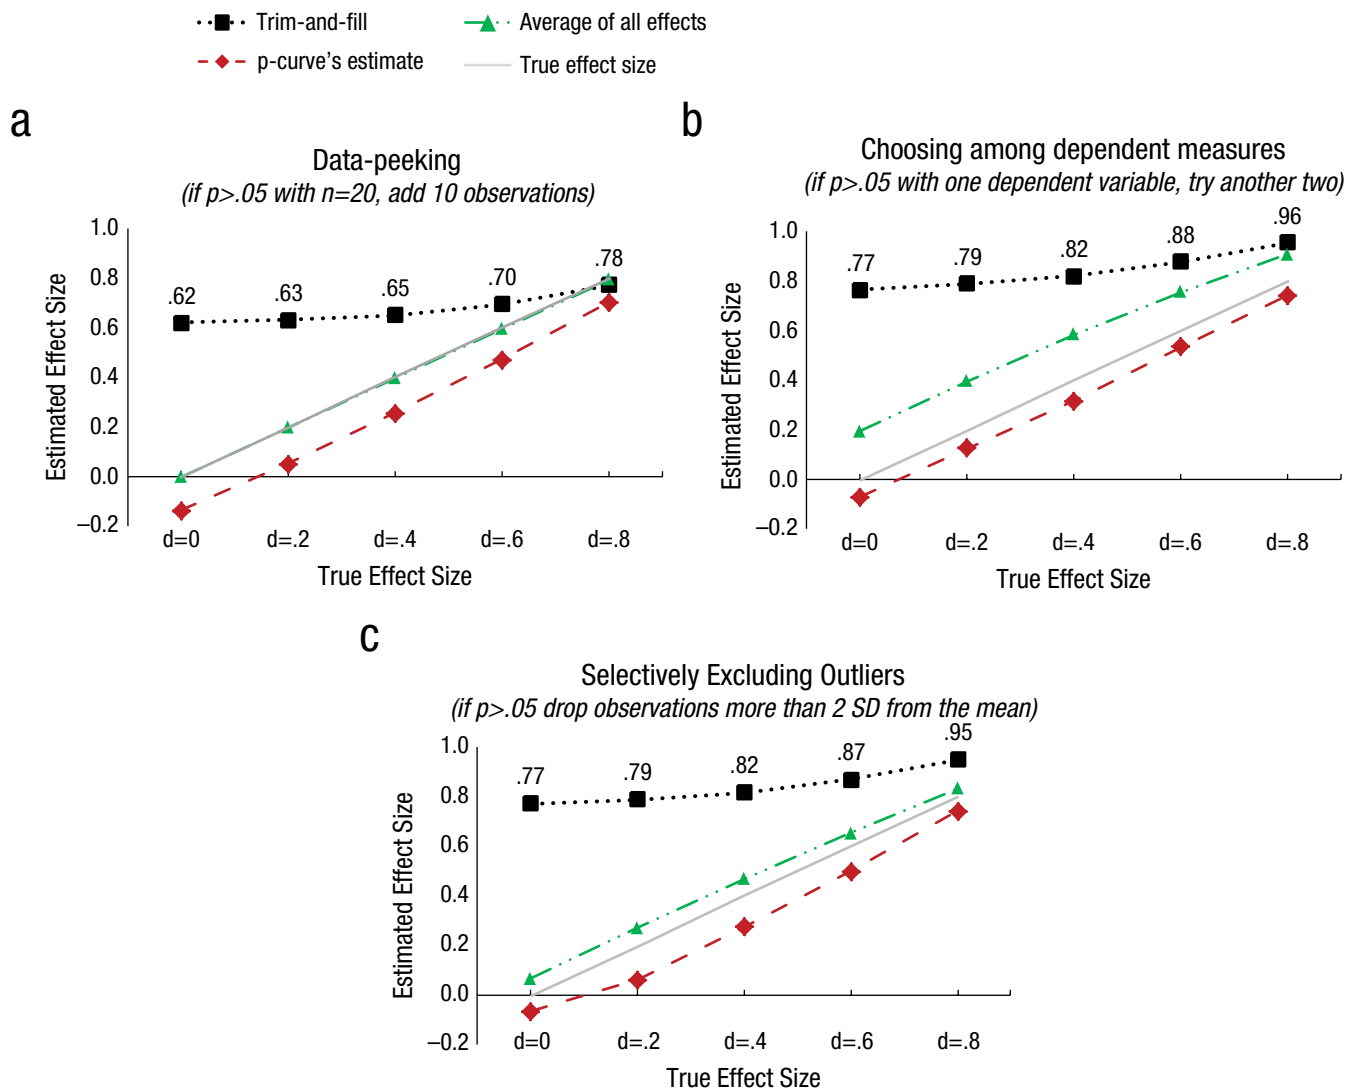 Trim-and-fill
Average of all effects
p-curve's estimate
True effect size
a
Data-peeking
(if p>.05 with n=20, add 10 observations)
Estimated Effect Size
1.0
0.8
0.6
0.4
0.2
0.0
–0.2
.62
.63
.65
.70
.78
d=0
d=.2
d=.4
d=.6
d=.8
True Effect Size
b
Choosing among dependent measures
(if p>.05 with one dependent variable, try another two)
Estimated Effect Size
1.0
0.8
0.6
0.4
0.2
0.0
–0.2
.77
.79
.82
.88
.96
d=0
d=.2
d=.4
d=.6
d=.8
True Effect Size
c
Selectively Excluding Outliers
(if p>.05 drop observations more than 2 SD from the mean)
Estimated Effect Size
1.0
0.8
0.6
0.4
0.2
0.0
–0.2
.77
.79
.82
.87
.95
d=0
d=.2
d=.4
d=.6
d=.8
True Effect Size